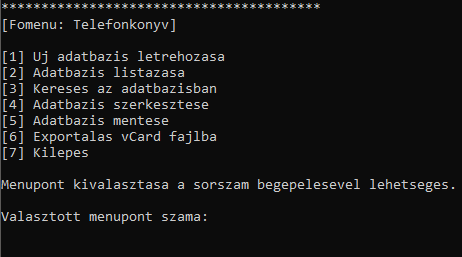 ****************************************
[Fomenu: Telefonkonyv]
[1] Uj adatbazis letrehozasa
[2] Adatbazis listazasa
[3] Kereses az adatbazisban
[4] Adatbazis szerkesztese
[5] Adatbazis mentese
[6] Exportalas vCard fajlba
[7] Kilepes
Menupont kivalasztasa a sorszam begepelesevel lehetseges.
Valasztott menupont szama: